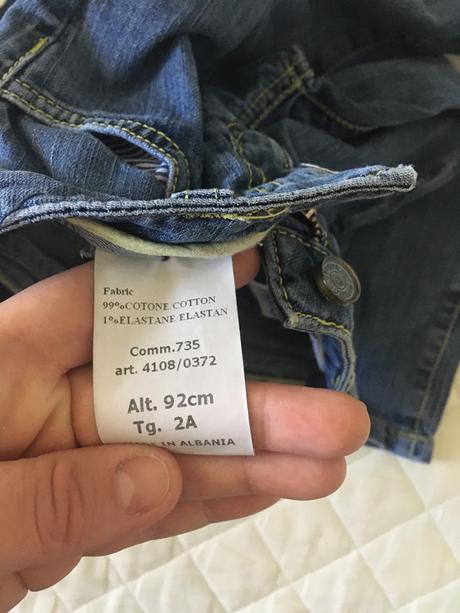 Fabric
99%COTONE/COTTON
1%ELASTANE/ELASTAN
Comm.735
art. 4108/0372
Alt. 92cm
Tg. 2A
IN ALBANIA